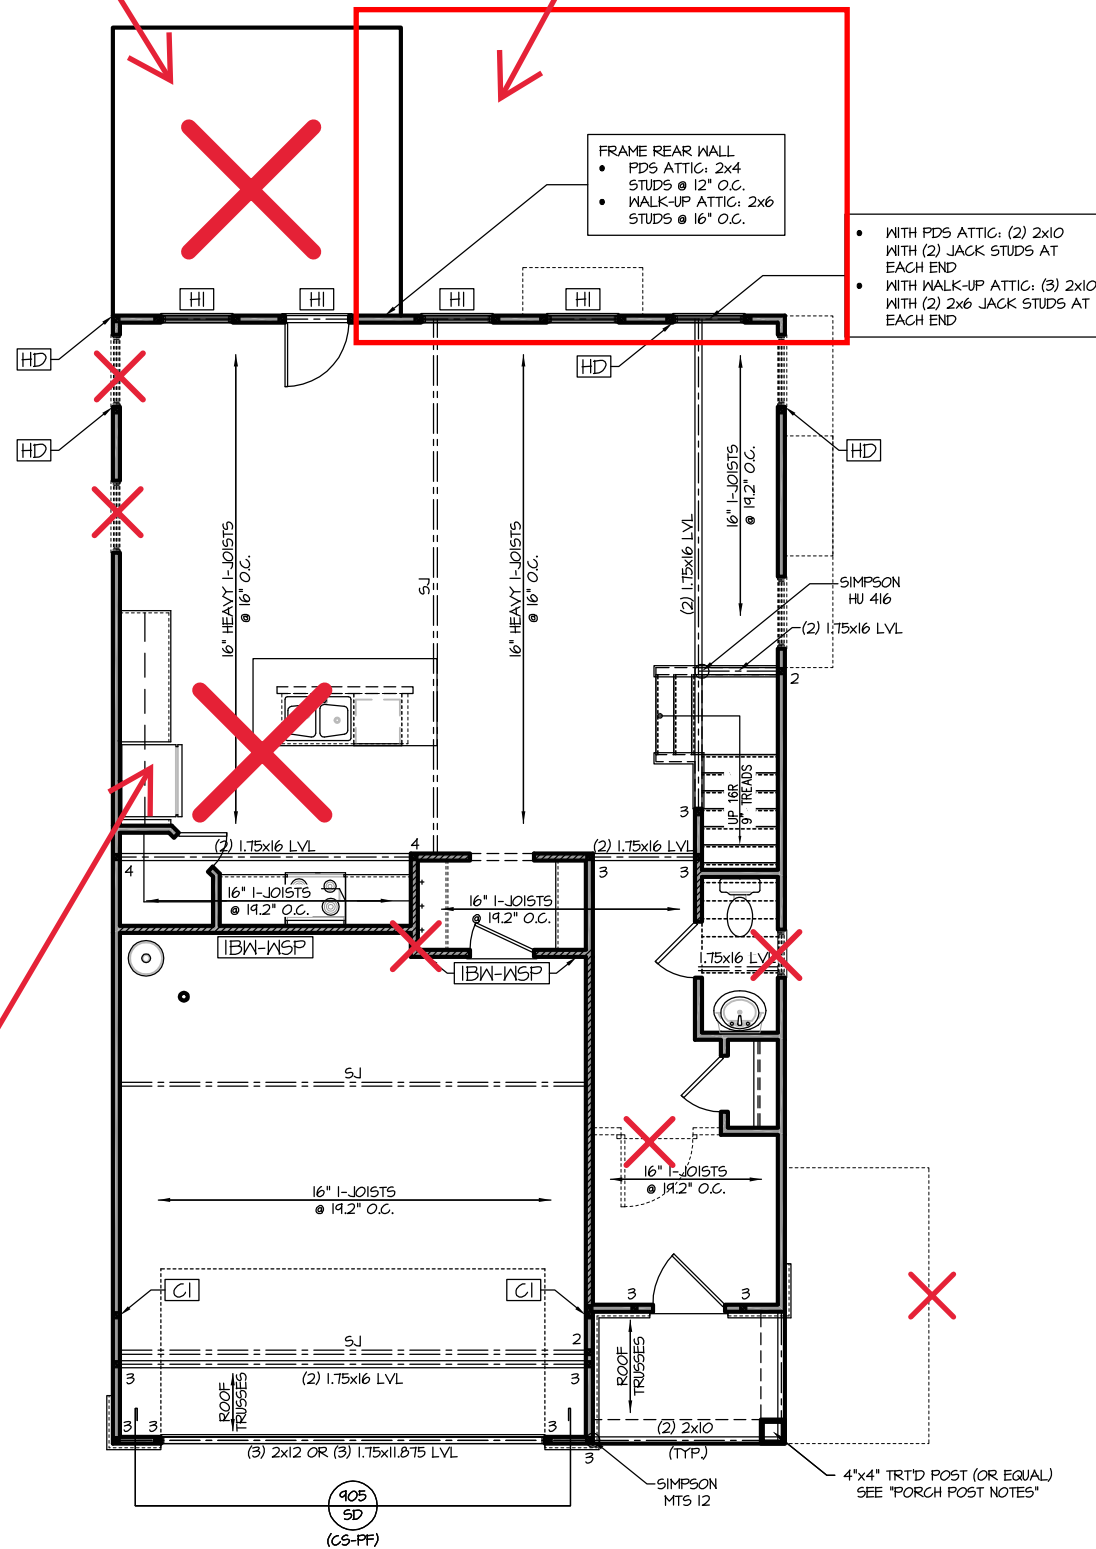 FRAME REAR WALL
• PDS ATTIC: 2x4
STUDS @ 12" O.C.
• WALK-UP ATTIC: 2x6
STUDS @ 16" O.C.
• WITH PDS ATTIC: (2) 2x10
WITH (2) JACK STUDS AT
EACH END
• WITH WALK-UP ATTIC: (3) 2x10
WITH (2) 2x6 JACK STUDS AT
EACH END
H1
H1
H1
H1
HD
HD
HD
HD
16" HEAVY I-JOISTS
@ 16" O.C.
SJ
16" HEAVY I-JOISTS
@ 16" O.C.
(2) 1.75x16 LVL
16" I-JOISTS
@ 19.2" O.C.
SIMPSON
HU 416
(2) 1.75x16 LVL
2
UP 16R
9" TREADS
3
(2) 1.75x16 LVL
4
(2) 1.75x16 LVL
4
3
3
16" I-JOISTS
@ 19.2" O.C.
16" I-JOISTS
@ 19.2" O.C.
IBW-WSP
IBW-WSP
1.75x16 LVL
SJ
16" I-JOISTS
@ 19.2" O.C.
16" I-JOISTS
@ 19.2" O.C.
C1
C1
3
3
SJ
2
3
(2) 1.75x16 LVL
3
ROOF
TRUSSES
ROOF
TRUSSES
3
3
(2) 2x10
(TYP.)
(3) 2x12 OR (3) 1.75x11.875 LVL
3
SIMPSON
MTS 12
4"x4" TRT'D POST (OR EQUAL)
SEE "PORCH POST NOTES"
905
SD
(CS-PF)